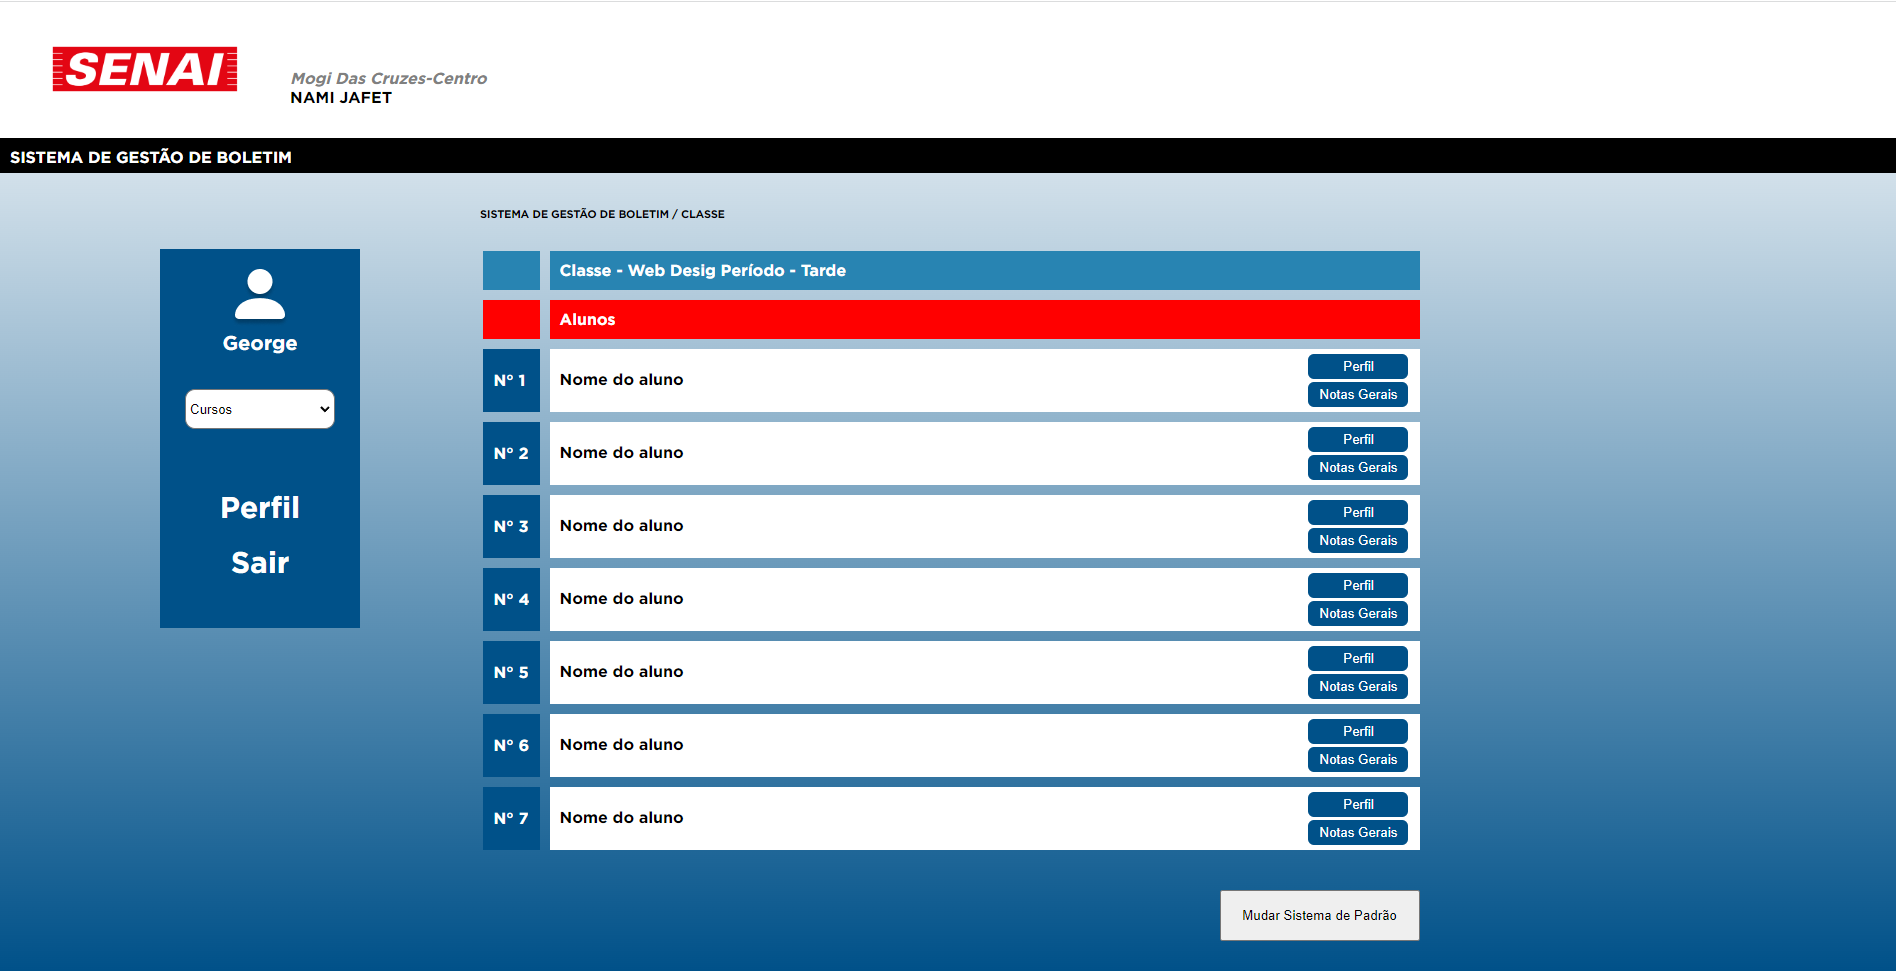 SENAI
Mogi Das Cruzes-Centro
NAMI JAFET
SISTEMA DE GESTÃO DE BOLETIM
SISTEMA DE GESTÃO DE BOLETIM / CLASSE
George
Cursos
Perfil
Sair
Classe - Web Desig Período - Tarde
Alunos
Nº 1 Nome do aluno Perfil
Notas Gerais
Nº 2 Nome do aluno Perfil
Notas Gerais
Nº 3 Nome do aluno Perfil
Notas Gerais
Nº 4 Nome do aluno Perfil
Notas Gerais
Nº 5 Nome do aluno Perfil
Notas Gerais
Nº 6 Nome do aluno Perfil
Notas Gerais
Nº 7 Nome do aluno Perfil
Notas Gerais
Mudar Sistema de Padrão